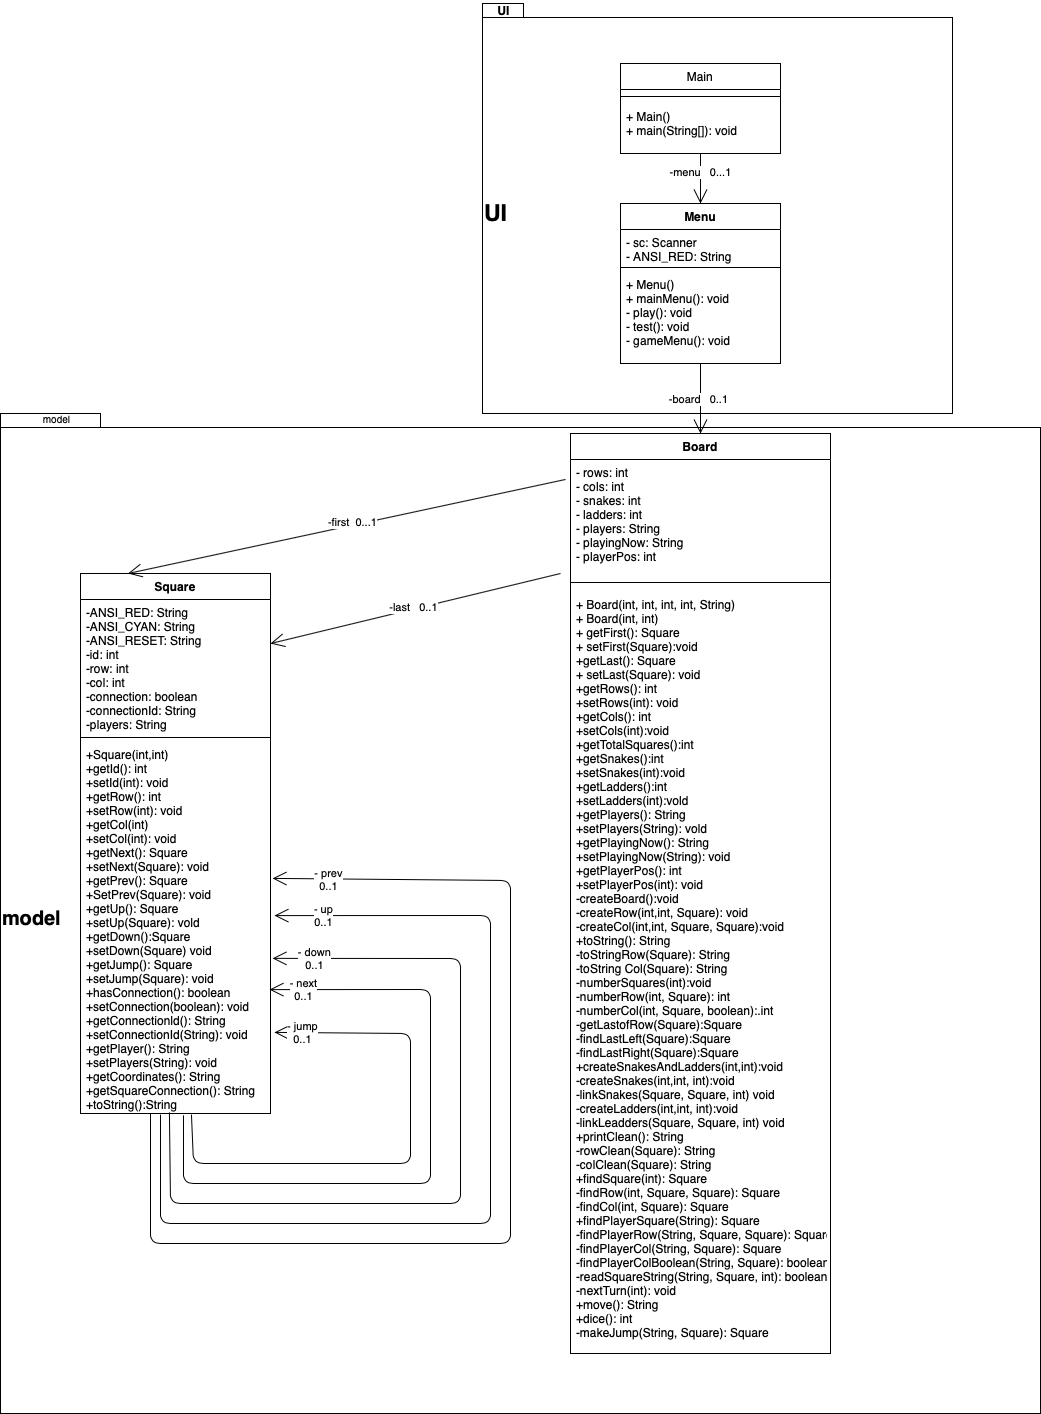 UI
Main
+ Main()
+ main(String[]): void
-menu 0...1
UI
Menu
- sc: Scanner
- ANSI_RED: String
+ Menu()
+ mainMenu(): void
- play(): void
- test(): void
- gameMenu(): void
-board 0..1
model
Board
- rows: int
- cols: int
- snakes: int
- ladders: int
- players: String
- playingNow: String
- playerPos: int
+ Board(int, int, int, int, String)
+ Board(int, int)
+ getFirst(): Square
+ setFirst(Square):void
+getLast(): Square
+ setLast(Square): void
+getRows(): int
+setRows(int): void
+getCols(): int
+setCols(int):void
+getTotalSquares():int
+getSnakes():int
+setSnakes(int):void
+getLadders():int
+setLadders(int):vold
+getPlayers(): String
+setPlayers(String): vold
+getPlayingNow(): String
+setPlayingNow(String): void
+getPlayerPos(): int
+setPlayerPos(int): void
-createBoard():void
-createRow(int,int, Square): void
-createCol(int,int, Square, Square):void
+toString(): String
-toStringRow(Square): String
-toString Col(Square): String
-numberSquares(int):void
-numberRow(int, Square): int
-numberCol(int, Square, boolean):.int
-getLastofRow(Square):Square
-findLastLeft(Square):Square
-findLastRight(Square):Square
+createSnakesAndLadders(int,int):void
-createSnakes(int,int, int):void
-linkSnakes(Square, Square, int) void
-createLadders(int,int, int):void
-linkLeadders(Square, Square, int) void
+printClean(): String
-rowClean(Square): String
-colClean(Square): String
+findSquare(int): Square
-findRow(int, Square, Square): Square
-findCol(int, Square): Square
+findPlayerSquare(String): Square
-findPlayerRow(String, Square, Square): Squar
-findPlayerCol(String, Square): Square
-findPlayerColBoolean(String, Square): boolear
-readSquareString(String, Square, int): boolean
-nextTurn(int): void
+move(): String
+dice(): int
-makeJump(String, Square): Square
-first 0...1
-last 0..1
Square
-ANSI_RED: String
-ANSI_CYAN: String
-ANSI_RESET: String
-id: int
-row: int
-col: int
-connection: boolean
-connectionId: String
-players: String
+Square(int,int)
+getId(): int
+setId(int): void
+getRow(): int
+setRow(int): void
+getCol(int)
+setCol(int): void
+getNext(): Square
+setNext(Square): void
+getPrev(): Square
+SetPrev(Square): void
+getUp(): Square
+setUp(Square): vold
+getDown():Square
+setDown(Square) void
+getJump(): Square
+setJump(Square): void
+hasConnection(): boolean
+setConnection(boolean): void
+getConnectionId(): String
+setConnectionId(String): void
+getPlayer(): String
+setPlayers(String): void
+getCoordinates(): String
+getSquareConnection(): String
+toString():String
- prev
0..1
- up
0..1
- down
0..1
- next
0..1
- jump
0..1
model